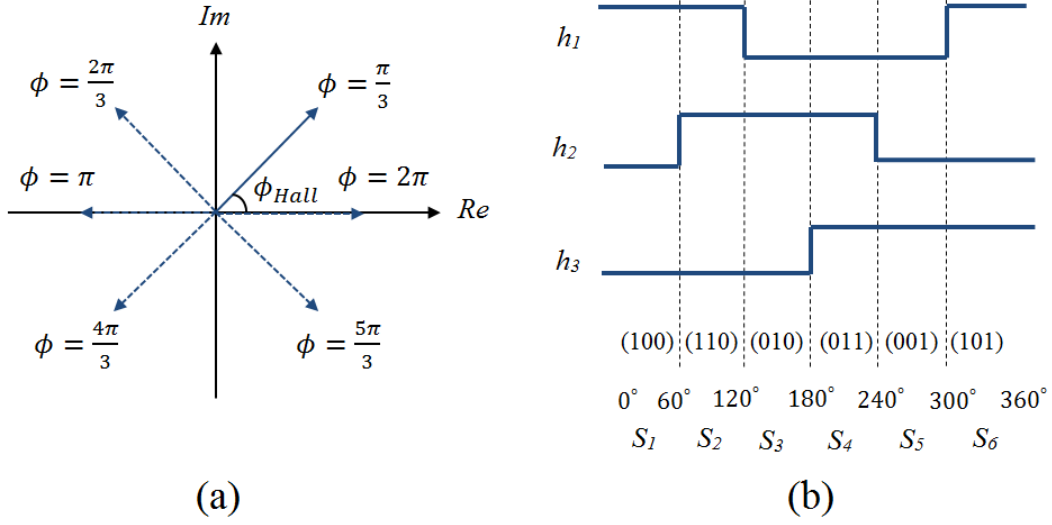 Im
ϕ = 2π/3
ϕ = π/3
ϕ = π
ϕ = 2π
ϕ_Hall
Re
ϕ = 4π/3
ϕ = 5π/3
(a)
h₁
h₂
h₃
(100) (110) (010) (011) (001) (101)
0° 60° 120° 180° 240° 300° 360°
S₁ S₂ S₃ S₄ S₅ S₆
(b)